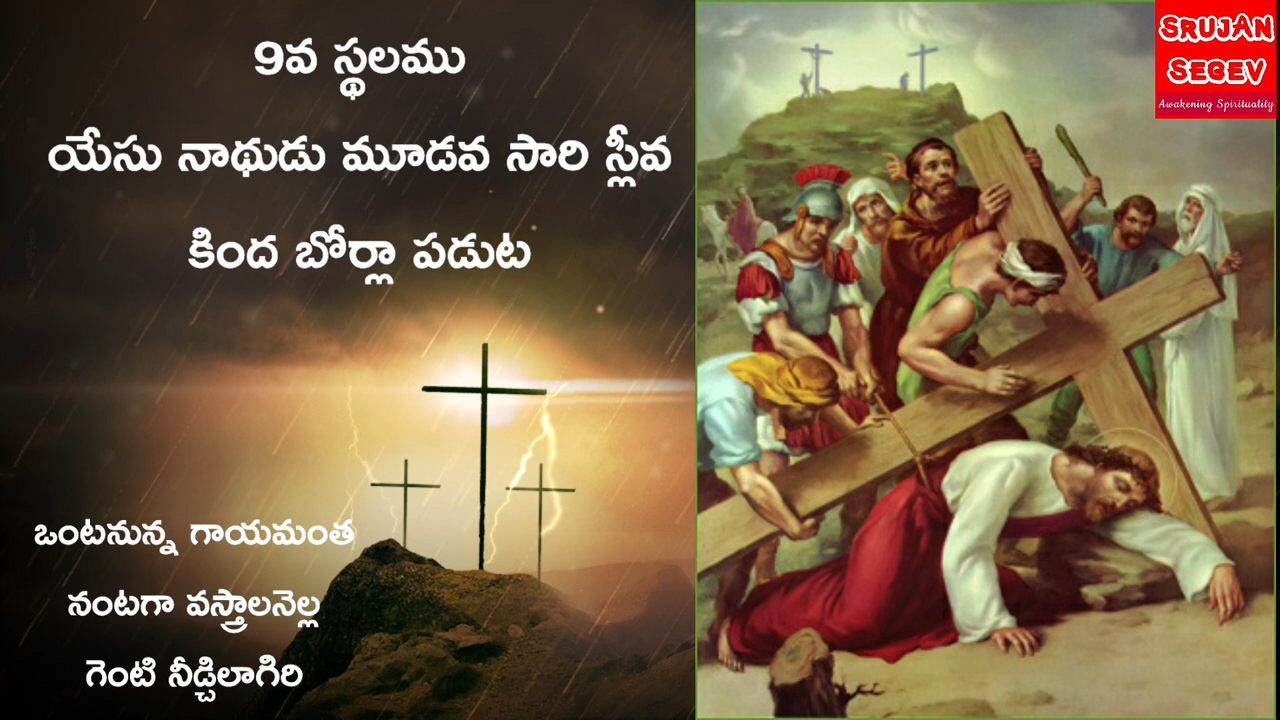 9వ స్థలము
యేసు నాథుడు మూడవ సారి స్లీవ
కింద బోర్లా పడుట
ఒంటనున్న గాయమంత
నంటగా వస్త్రాలనెల్ల
గెంటి నీడ్చిలాగిరి
SRUJAN
SEGEV
Awakening Spirituality